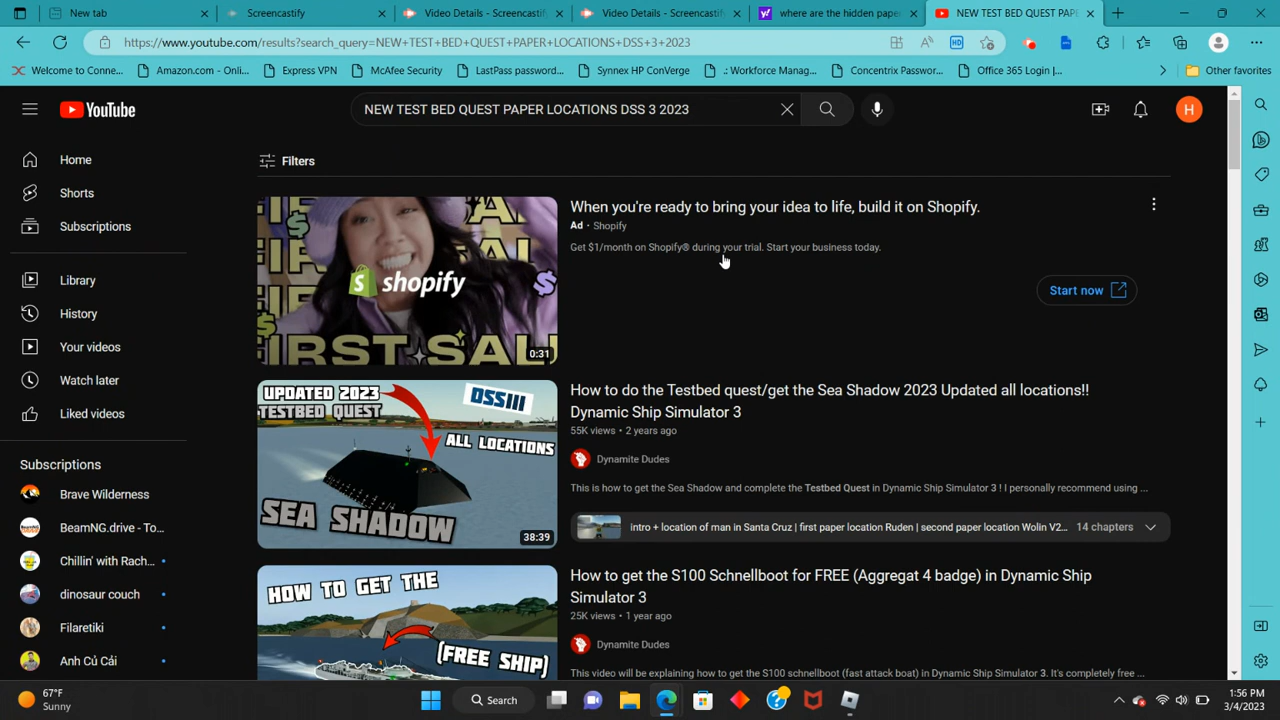 New tab
Screencastify
Video Details - Screencastif
Video Details - Screencastif
where are the hidden pape
NEW TEST BED QUEST PAP
https://www.youtube.com/results?search_query=NEW+TEST+BED+QUEST+PAPER+LOCATIONS+DSS+3+2023
Welcome to Conne...
Amazon.com - Onli...
Express VPN
McAfee Security
LastPass password...
Synnex HP ConVerge
.: Workforce Manag...
Concentrix Passwor...
Office 365 Login |...
Other favorites
YouTube
NEW TEST BED QUEST PAPER LOCATIONS DSS 3 2023
H
Home
Shorts
Subscriptions
Library
History
Your videos
Watch later
Liked videos
Subscriptions
Brave Wilderness
BeamNG.drive - To...
Chillin' with Rach...
dinosaur couch
Filaretiki
Anh Củ Cải
Filters
shopify
FIRST SAL
0:31
When you're ready to bring your idea to life, build it on Shopify.
Ad · Shopify
Get $1/month on Shopify® during your trial. Start your business today.
Start now
UPDATED 2023
TESTBED QUEST
DSSIII
ALL LOCATIONS
SEA SHADOW
38:39
How to do the Testbed quest/get the Sea Shadow 2023 Updated all locations!!
Dynamic Ship Simulator 3
55K views • 2 years ago
Dynamite Dudes
This is how to get the Sea Shadow and complete the Testbed Quest in Dynamic Ship Simulator 3 ! I personally recommend using ...
intro + location of man in Santa Cruz | first paper location Ruden | second paper location Wolin V2...
14 chapters
HOW TO GET THE
(FREE SHIP)
How to get the S100 Schnellboot for FREE (Aggregat 4 badge) in Dynamic Ship
Simulator 3
25K views • 1 year ago
Dynamite Dudes
This video will be explaining how to get the S100 schnellboot (fast attack boat) in Dynamic Ship Simulator 3. It's completely free ...
67°F
Sunny
Search
1:56 PM
3/4/2023